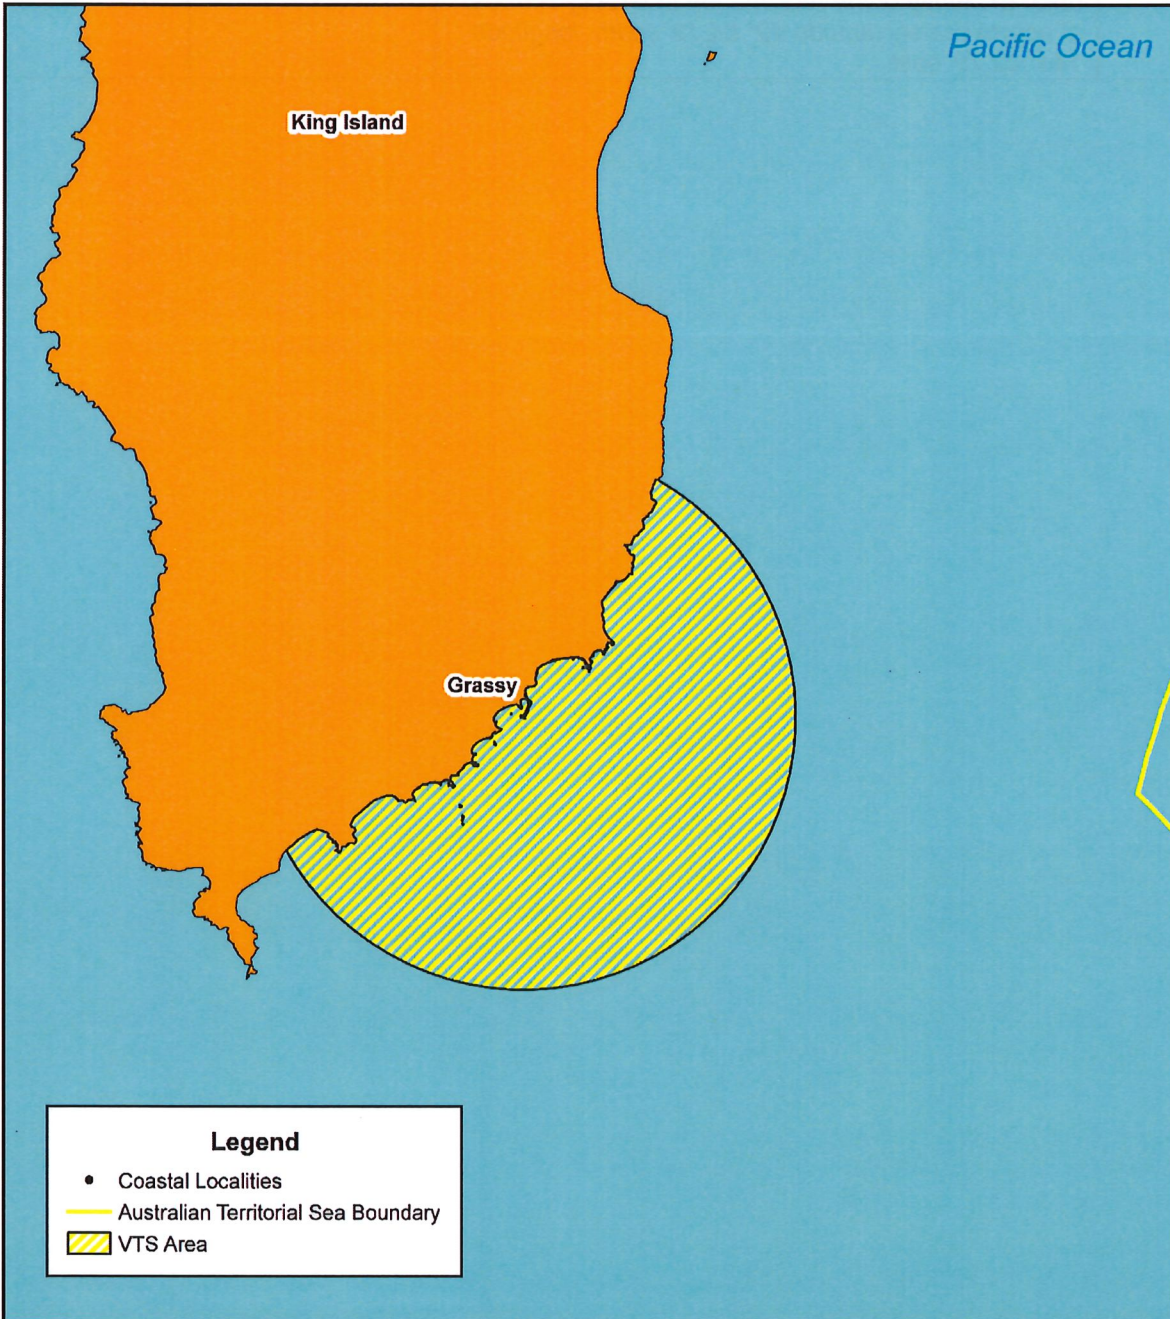 Pacific Ocean
King Island
Grassy
Legend
Coastal Localities
Australian Territorial Sea Boundary
VTS Area